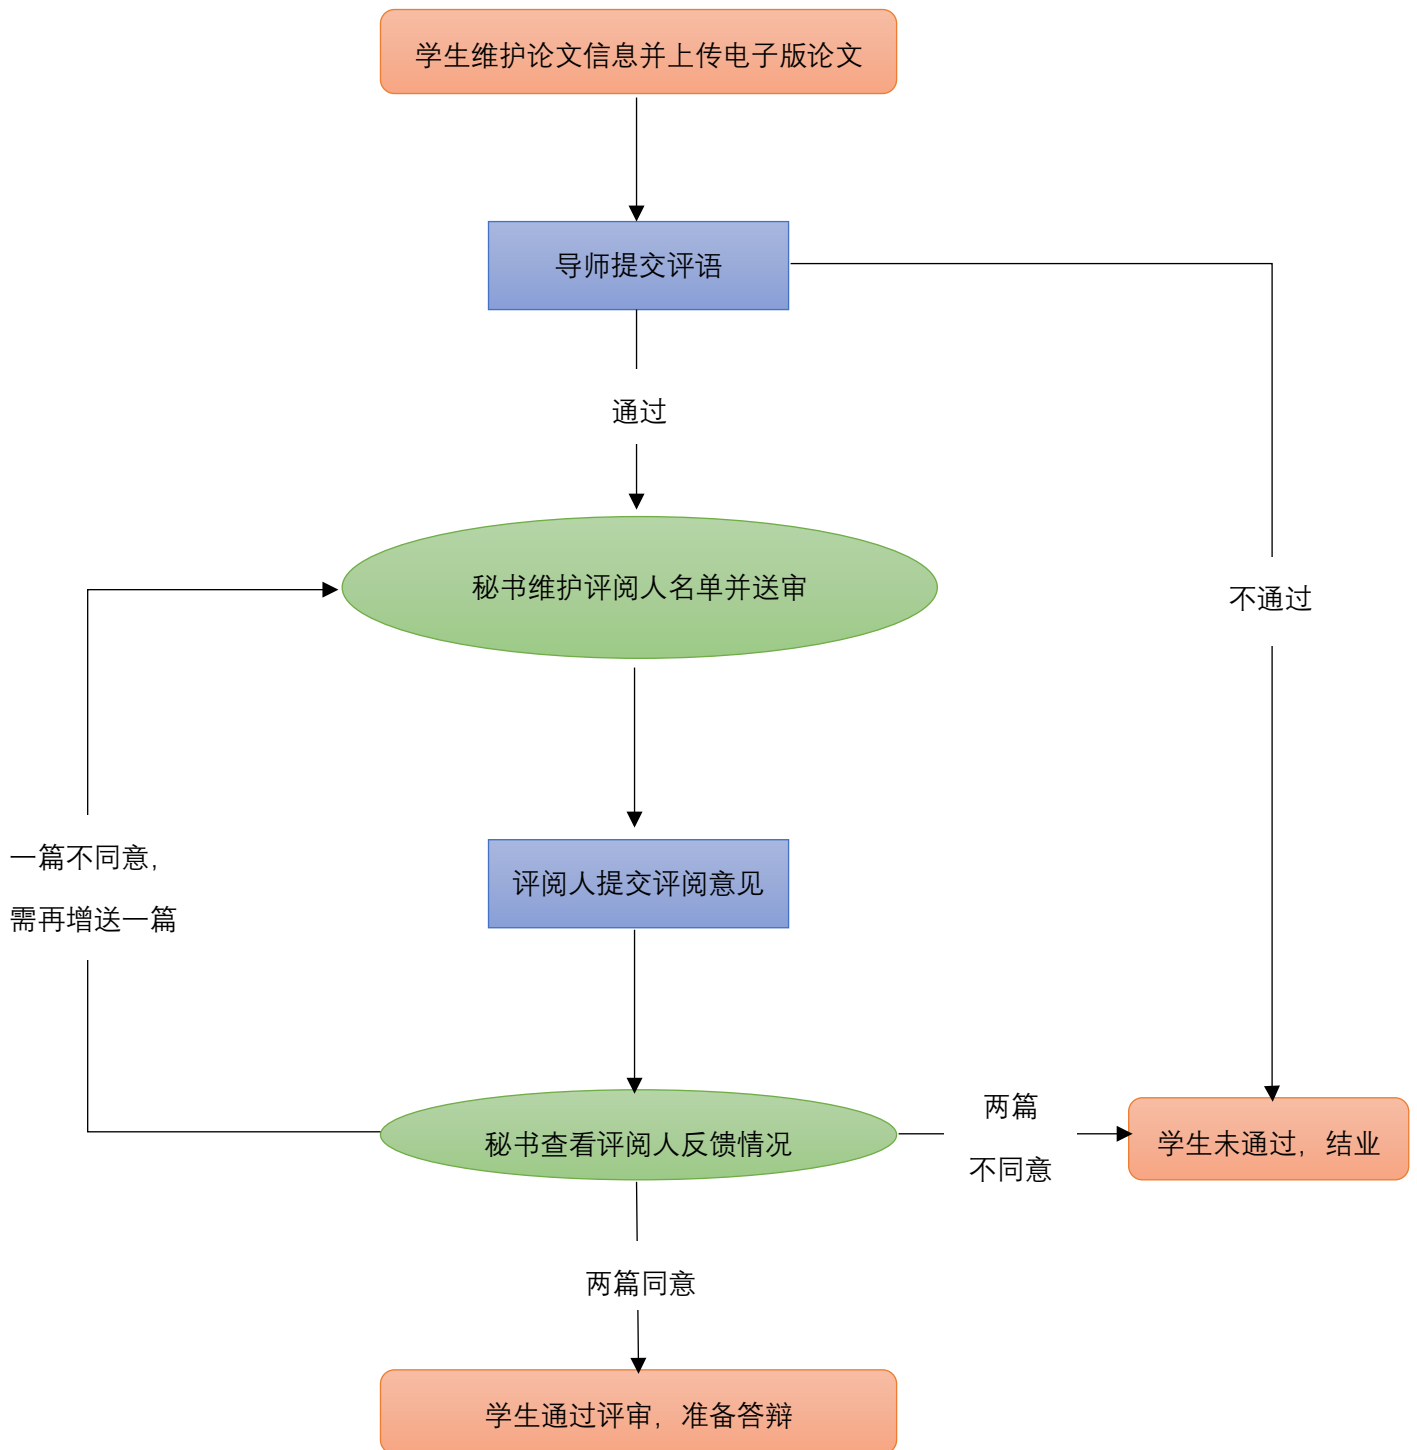 学生维护论文信息并上传电子版论文
导师提交评语
通过
秘书维护评阅人名单并送审
不通过
一篇不同意，
需再增送一篇
评阅人提交评阅意见
秘书查看评阅人反馈情况
两篇
不同意
学生未通过，结业
两篇同意
学生通过评审，准备答辩